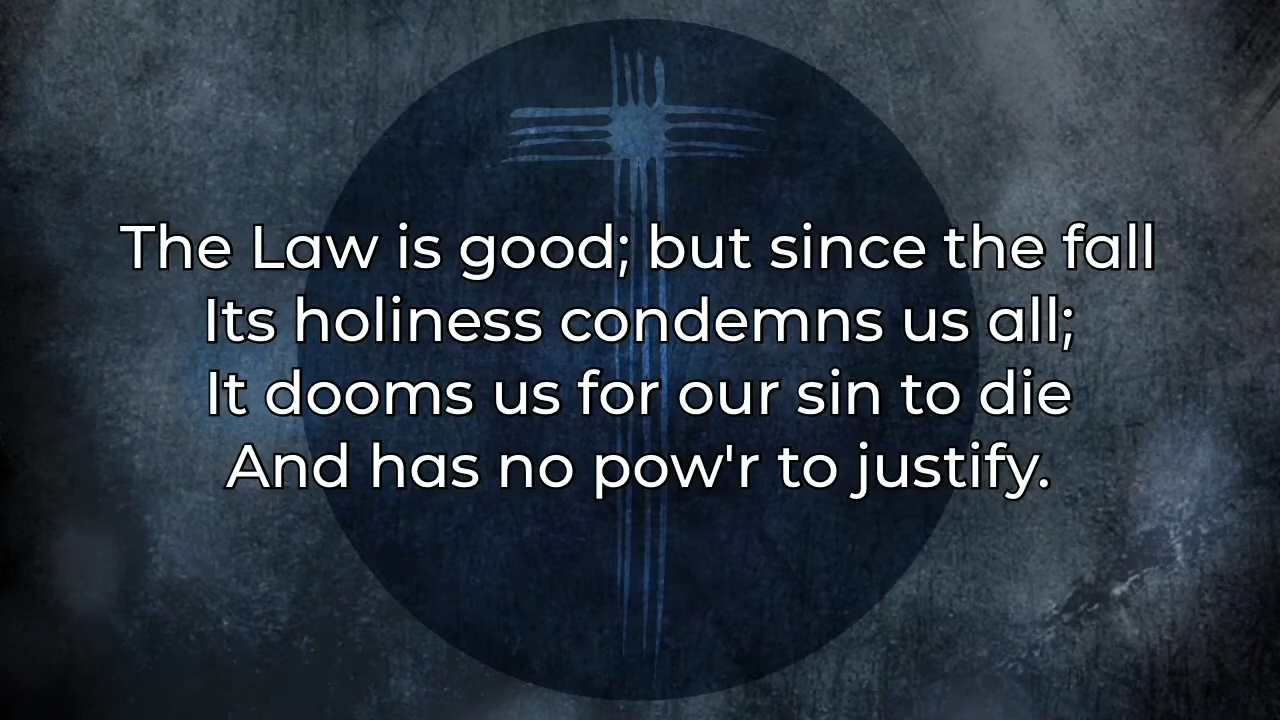 The Law is good; but since the fall
Its holiness condemns us all;
It dooms us for our sin to die
And has no pow'r to justify.